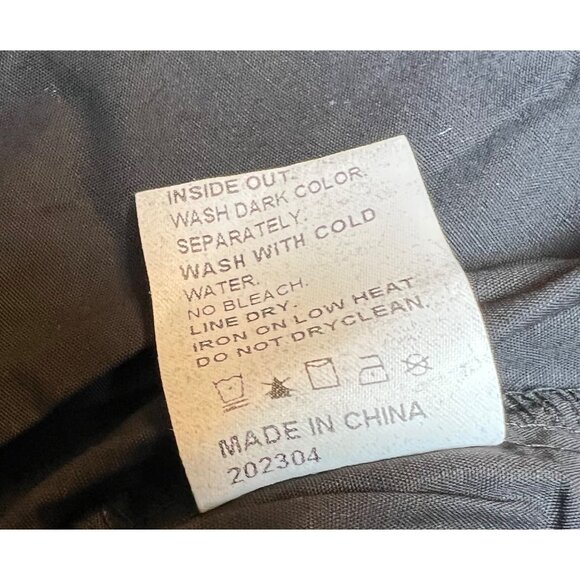 INSIDE OUT.
WASH DARK COLOR.
SEPARATELY.
WASH WITH COLD
WATER.
NO BLEACH.
LINE DRY.
IRON ON LOW HEAT
DO NOT DRYCLEAN.
MADE IN CHINA
202304